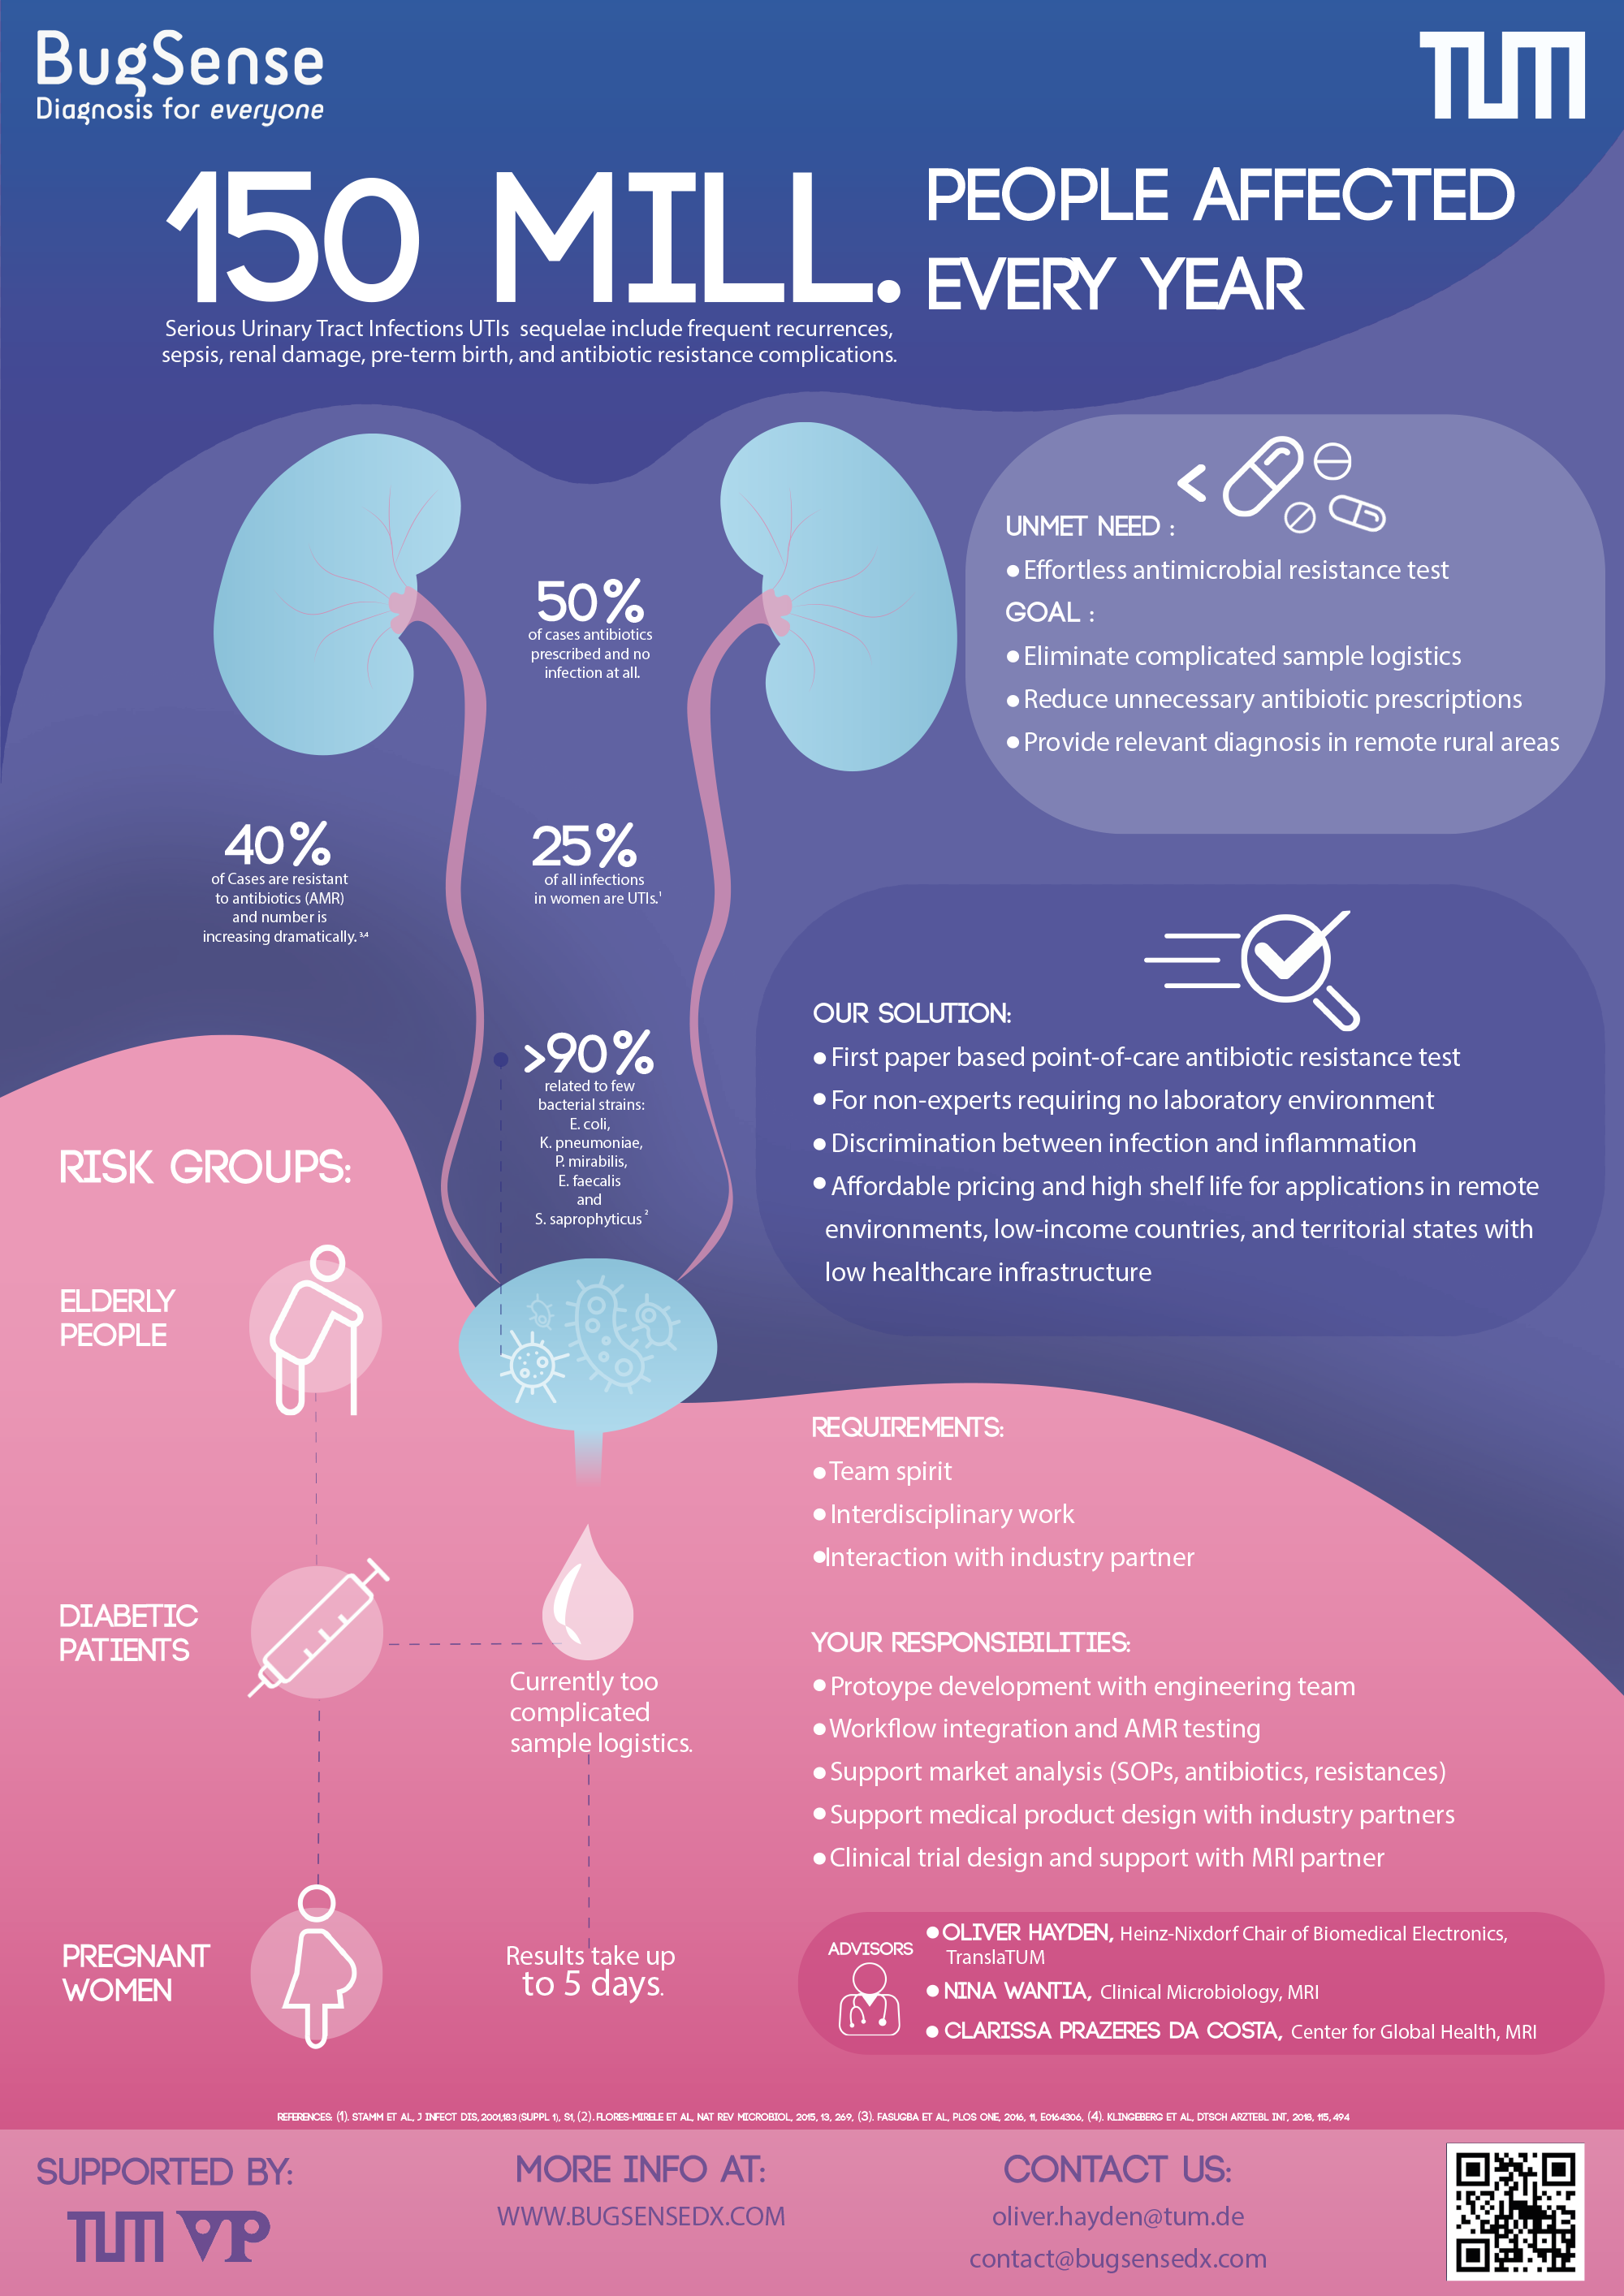 BugSense
Diagnosis for everyone
TUM
150 MILL.
PEOPLE AFFECTED
EVERY YEAR
Serious Urinary Tract Infections UTIs sequelae include frequent recurrences,
sepsis, renal damage, pre-term birth, and antibiotic resistance complications.
50%
of cases antibiotics
prescribed and no
infection at all.
40%
of Cases are resistant
to antibiotics (AMR)
and number is
increasing dramatically. 3,4
25%
of all infections
in women are UTIs.1
>90%
related to few
bacterial strains:
E. coli,
K. pneumoniae,
P. mirabilis,
E. faecalis
and
S. saprophyticus 2
<
UNMET NEED :
● Effortless antimicrobial resistance test
GOAL :
● Eliminate complicated sample logistics
● Reduce unnecessary antibiotic prescriptions
● Provide relevant diagnosis in remote rural areas
OUR SOLUTION:
● First paper based point-of-care antibiotic resistance test
● For non-experts requiring no laboratory environment
● Discrimination between infection and inflammation
● Affordable pricing and high shelf life for applications in remote
environments, low-income countries, and territorial states with
low healthcare infrastructure
RISK GROUPS:
ELDERLY
PEOPLE
DIABETIC
PATIENTS
PREGNANT
WOMEN
Currently too
complicated
sample logistics.
Results take up
to 5 days.
REQUIREMENTS:
● Team spirit
● Interdisciplinary work
● Interaction with industry partner
YOUR RESPONSIBILITIES:
● Protoype development with engineering team
● Workflow integration and AMR testing
● Support market analysis (SOPs, antibiotics, resistances)
● Support medical product design with industry partners
● Clinical trial design and support with MRI partner
ADVISORS
● OLIVER HAYDEN, Heinz-Nixdorf Chair of Biomedical Electronics,
TranslaTUM
● NINA WANTIA, Clinical Microbiology, MRI
● CLARISSA PRAZERES DA COSTA, Center for Global Health, MRI
REFERENCES: (1). STAMM ET AL, J INFECT DIS, 2001,183 (SUPPL 1), S1, (2). FLORES-MIRELE ET AL, NAT REV MICROBIOL, 2015, 13, 269, (3). FASUGBA ET AL, PLOS ONE, 2016, 11, E0164306, (4). KLINGEBERG ET AL, DTSCH ARZTEBL INT, 2018, 115, 494
SUPPORTED BY:
TUM VP
MORE INFO AT:
WWW.BUGSENSEDX.COM
CONTACT US:
oliver.hayden@tum.de
contact@bugsensedx.com